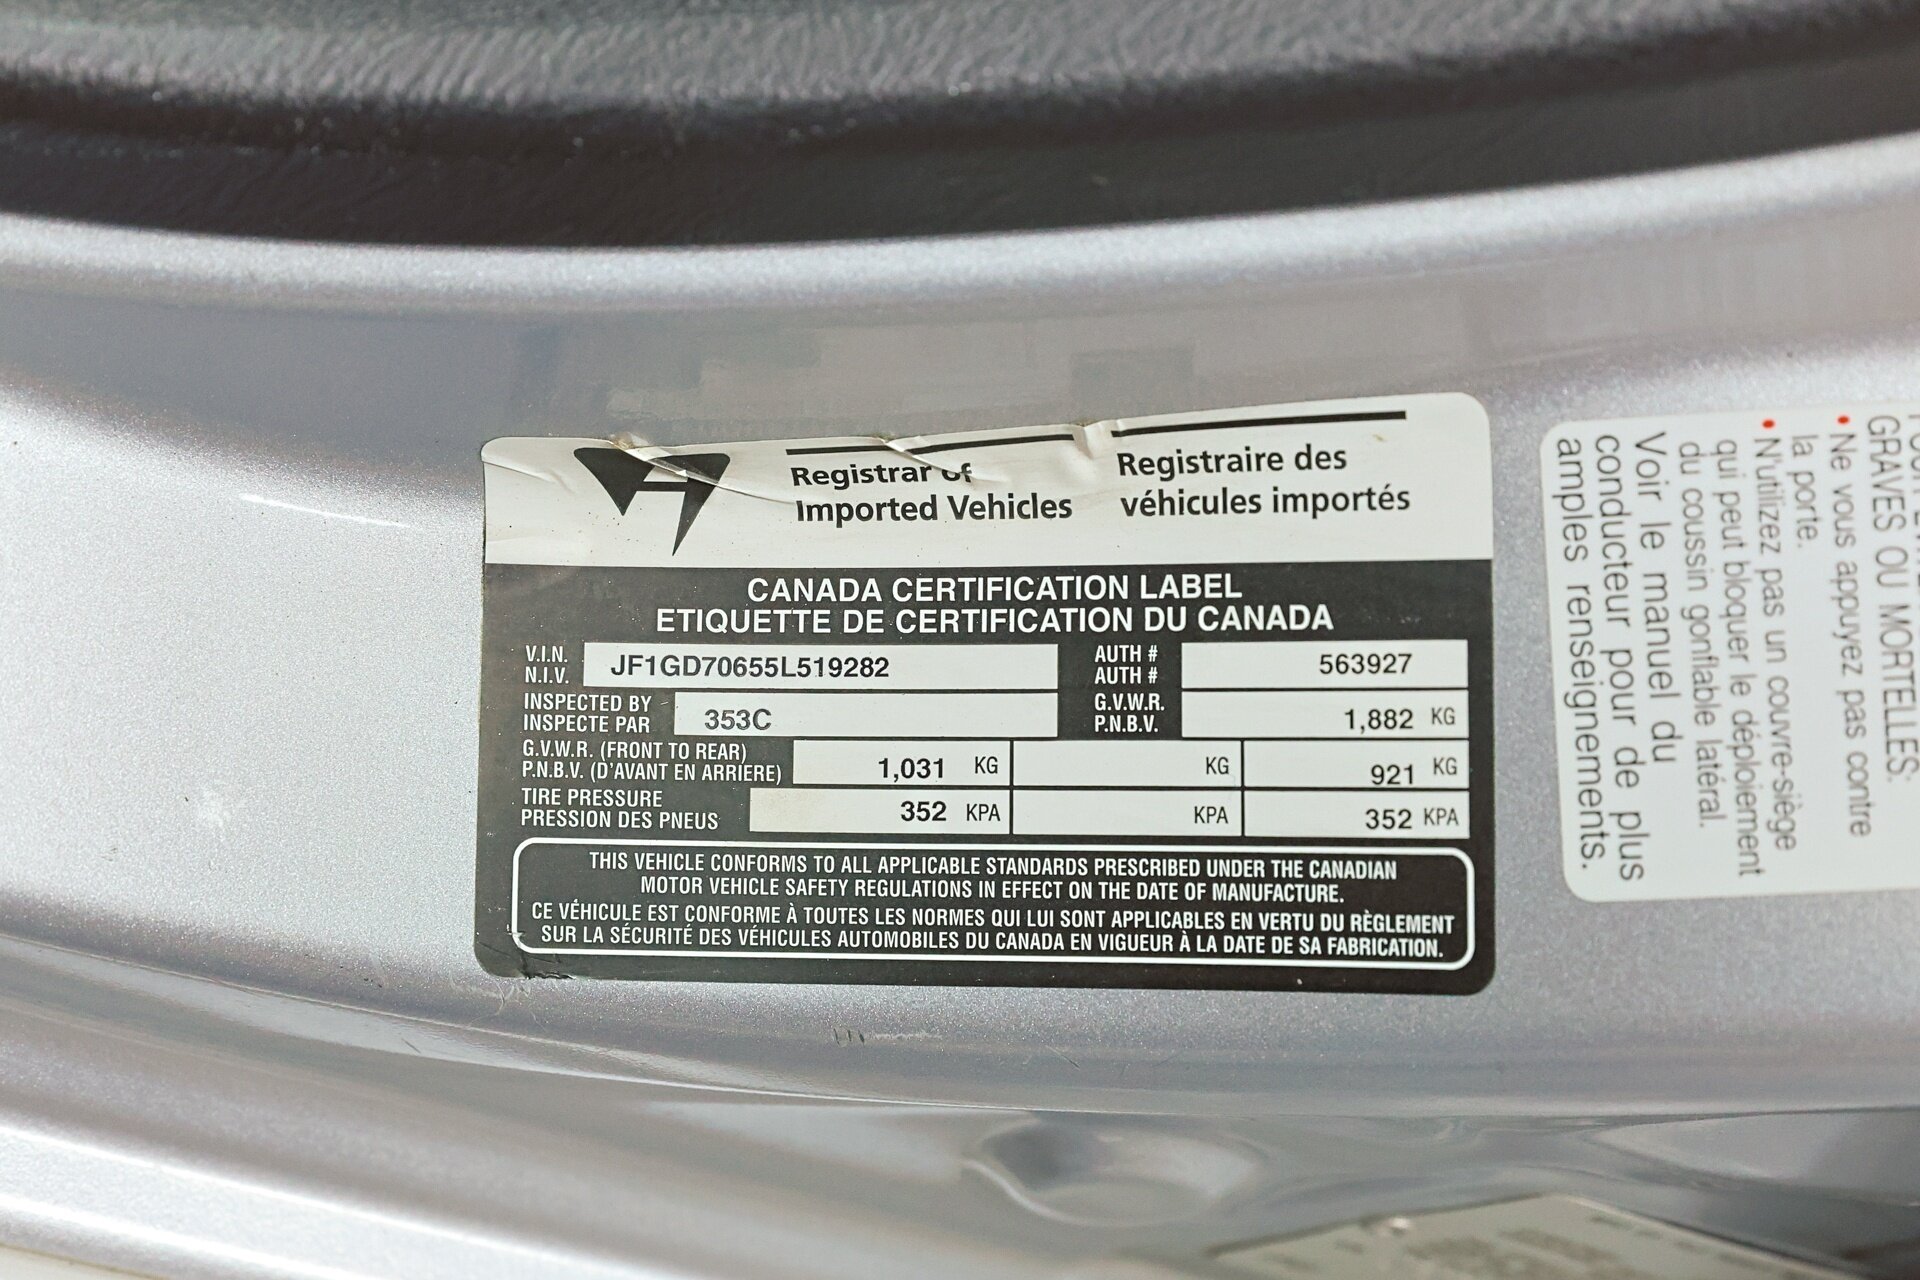 Registrar of
Imported Vehicles
Registraire des
véhicules importés
CANADA CERTIFICATION LABEL
ETIQUETTE DE CERTIFICATION DU CANADA
V.I.N.
N.I.V.
JF1GD70655L519282
AUTH #
AUTH #
563927
INSPECTED BY
INSPECTE PAR
353C
G.V.W.R.
P.N.B.V.
1,882 KG
G.V.W.R. (FRONT TO REAR)
P.N.B.V. (D'AVANT EN ARRIERE)
1,031 KG
KG
921 KG
TIRE PRESSURE
PRESSION DES PNEUS
352 KPA
KPA
352 KPA
THIS VEHICLE CONFORMS TO ALL APPLICABLE STANDARDS PRESCRIBED UNDER THE CANADIAN
MOTOR VEHICLE SAFETY REGULATIONS IN EFFECT ON THE DATE OF MANUFACTURE.
CE VÉHICULE EST CONFORME À TOUTES LES NORMES QUI LUI SONT APPLICABLES EN VERTU DU RÈGLEMENT
SUR LA SÉCURITÉ DES VÉHICULES AUTOMOBILES DU CANADA EN VIGUEUR À LA DATE DE SA FABRICATION.
GRAVES OU MORTELLES:
• Ne vous appuyez pas contre
la porte.
• N'utilisez pas un couvre-siège
qui peut bloquer le déploiement
du coussin gonflable latéral.
Voir le manuel du
conducteur pour de plus
amples renseignements.